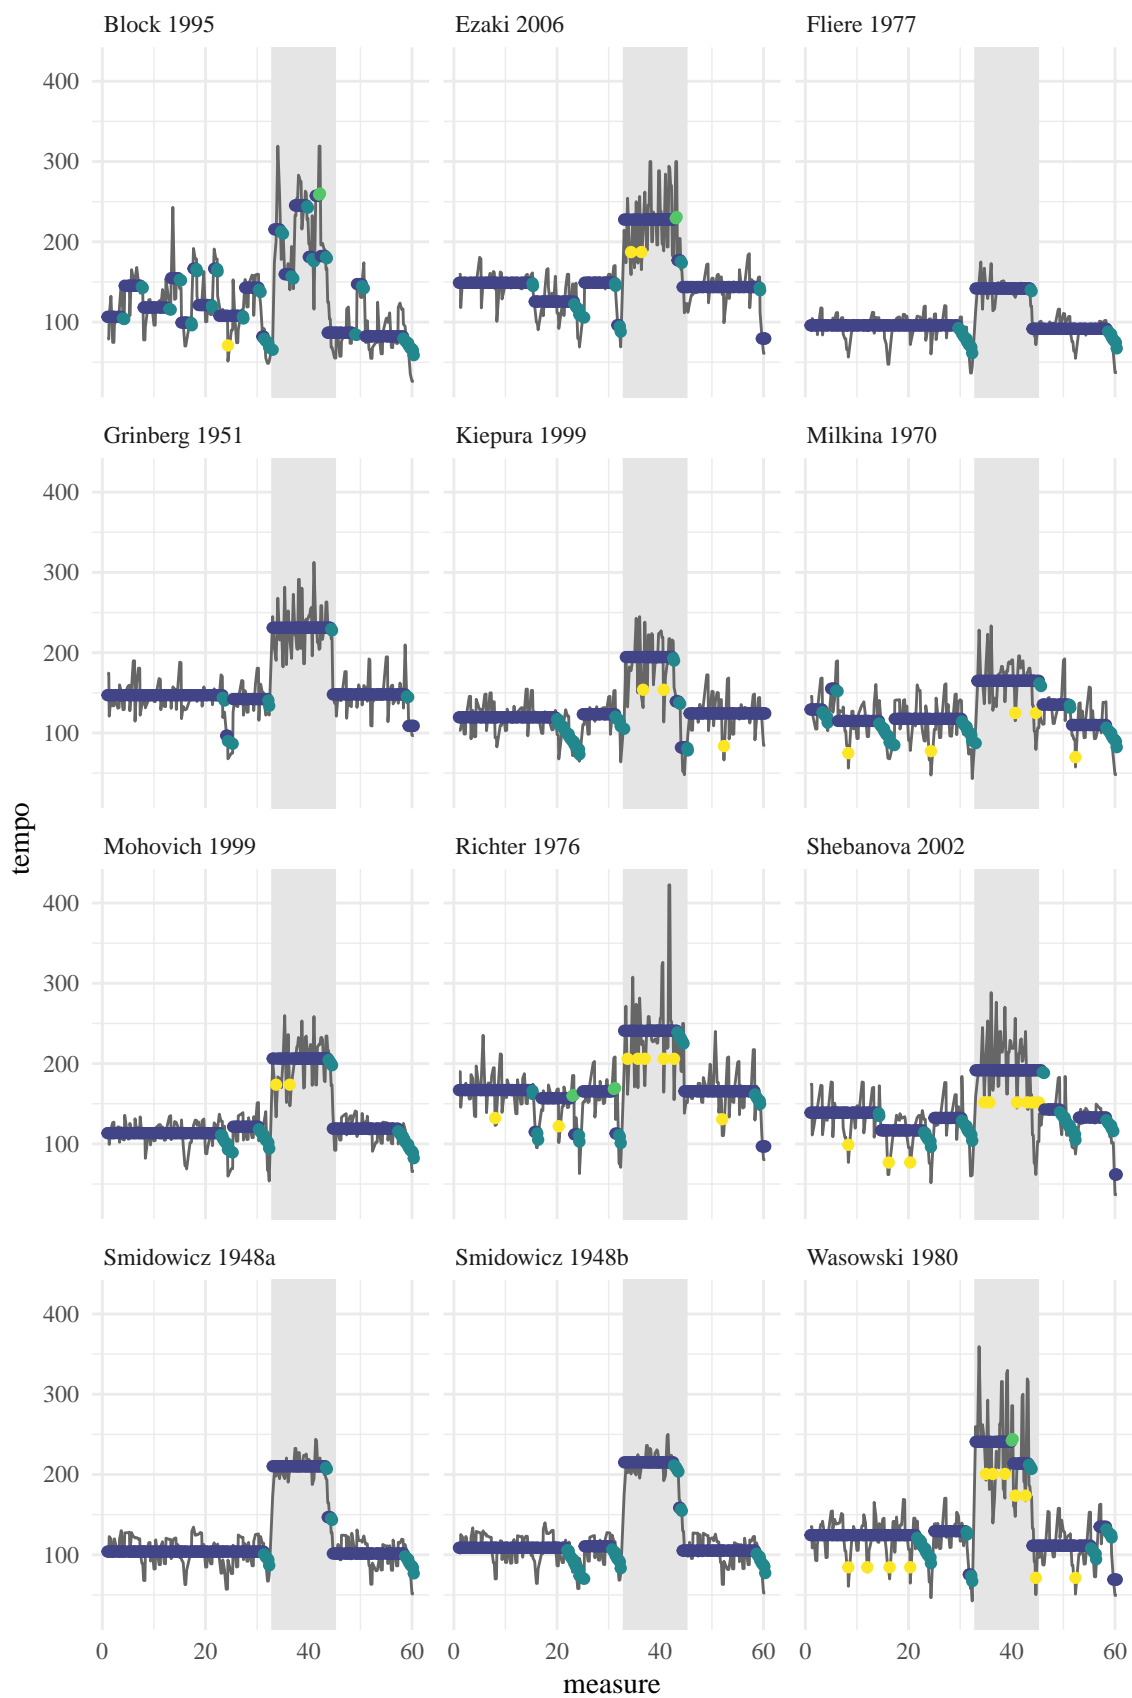 Block 1995 Ezaki 2006 Fliere 1977
400
300
200
100
Grinberg 1951 Kiepura 1999 Milkina 1970
400
300
200
100
tempo
Mohovich 1999 Richter 1976 Shebanova 2002
400
300
200
100
Smidowicz 1948a Smidowicz 1948b Wasowski 1980
400
300
200
100
0 20 40 60 0 20 40 60 0 20 40 60
measure